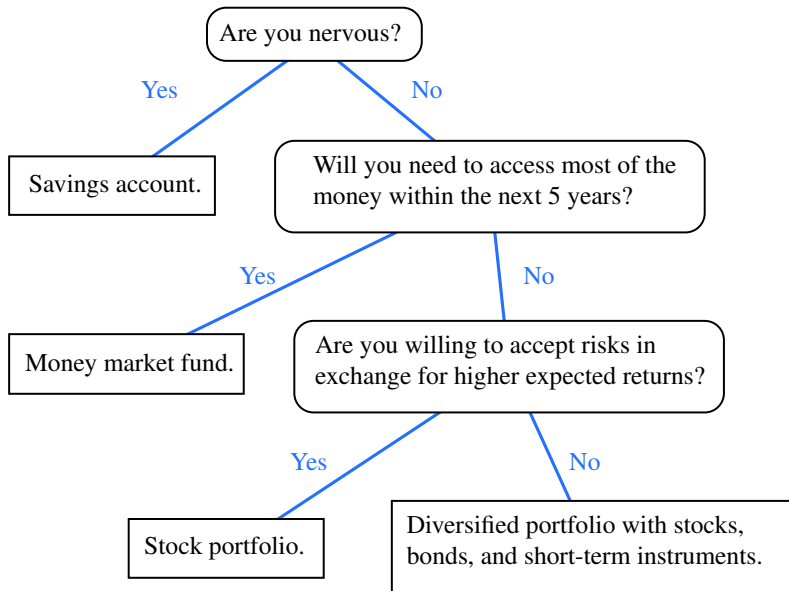 Are you nervous?
Yes
No
Savings account.
Will you need to access most of the
money within the next 5 years?
Yes
No
Money market fund.
Are you willing to accept risks in
exchange for higher expected returns?
Yes
No
Stock portfolio.
Diversified portfolio with stocks,
bonds, and short-term instruments.